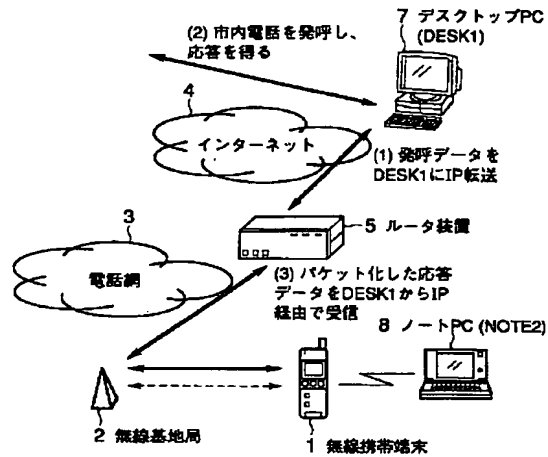 (2) 市内電話を発呼し、
応答を得る
7 デスクトップPC
(DESK1)
4
インターネット
(1) 発呼データを
DESK1にIP転送
3
5 ルータ装置
電話網
(3) パケット化した応答
データをDESK1からIP
経由で受信
8 ノートPC (NOTE2)
2 無線基地局
1 無線携帯端末